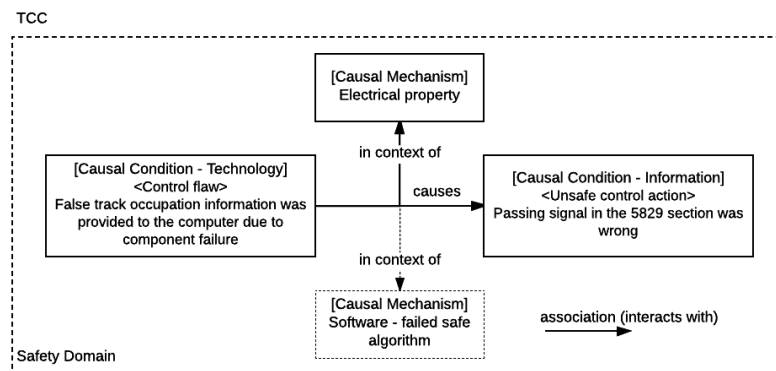 TCC
[Causal Mechanism]
Electrical property
in context of
[Causal Condition - Technology]
<Control flaw>
False track occupation information was
provided to the computer due to
component failure
causes
[Causal Condition - Information]
<Unsafe control action>
Passing signal in the 5829 section was
wrong
in context of
[Causal Mechanism]
Software - failed safe
algorithm
association (interacts with)
Safety Domain